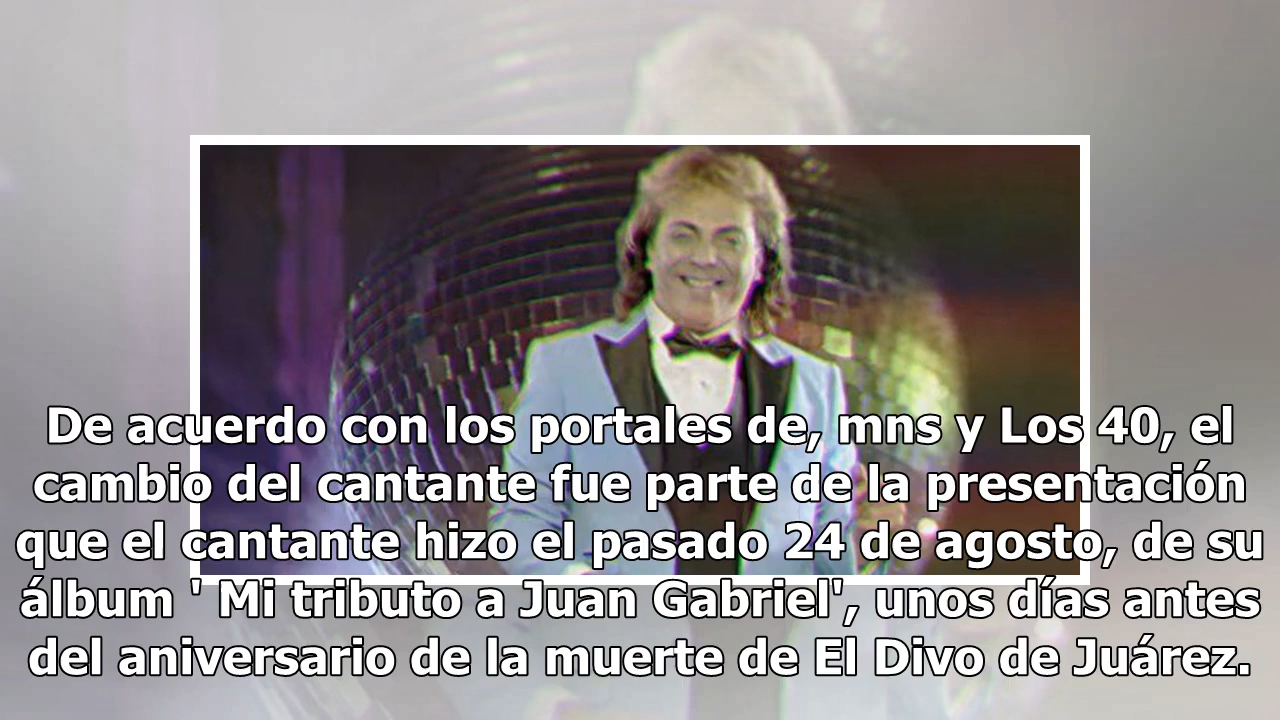 De acuerdo con los portales de, mns y Los 40, el
cambio del cantante fue parte de la presentación
que el cantante hizo el pasado 24 de agosto, de su
álbum ' Mi tributo a Juan Gabriel', unos días antes
del aniversario de la muerte de El Divo de Juárez.